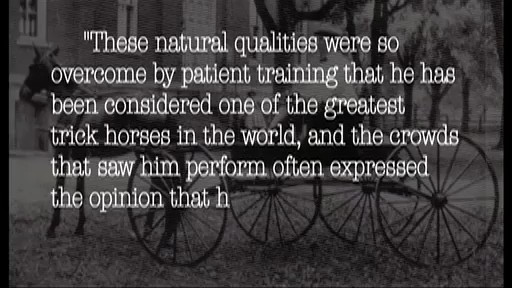 "These natural qualities were so
overcome by patient training that he has
been considered one of the greatest
trick horses in the world, and the crowds
that saw him perform often expressed
the opinion that h